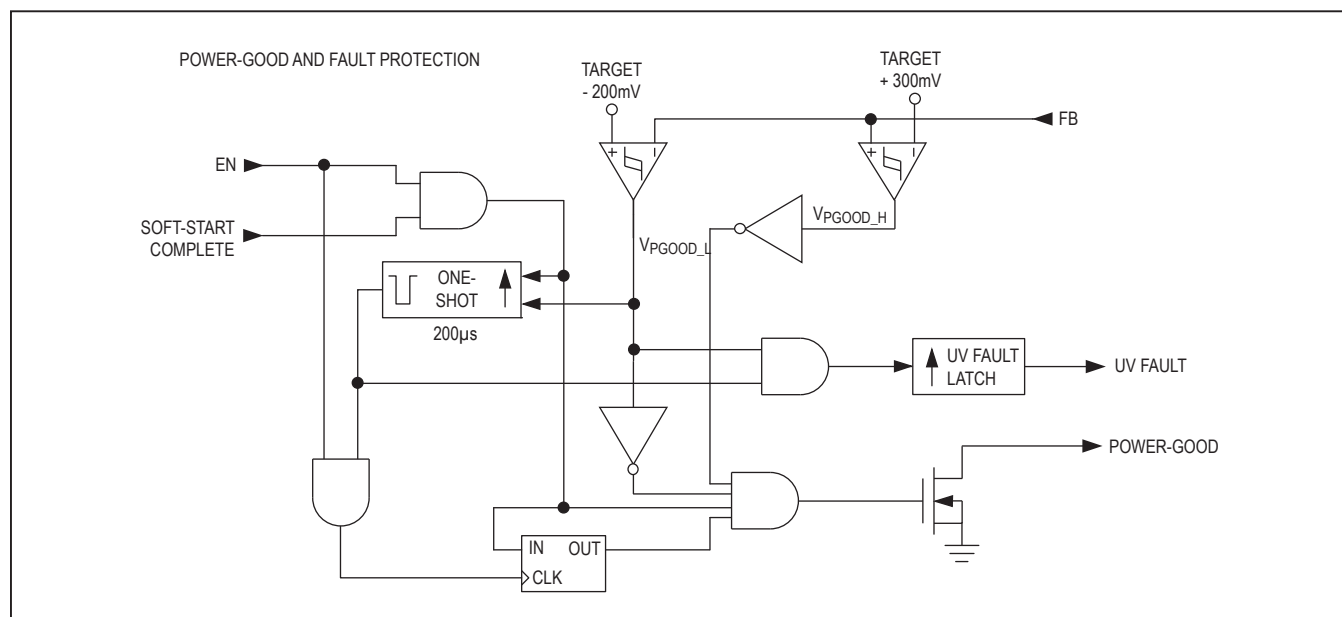 POWER-GOOD AND FAULT PROTECTION
TARGET
- 200mV
TARGET
+ 300mV
FB
+
–
+
–
EN
SOFT-START
COMPLETE
VPGOOD_L
VPGOOD_H
ONE-
SHOT
200µs
UV FAULT
LATCH
UV FAULT
POWER-GOOD
IN OUT
CLK